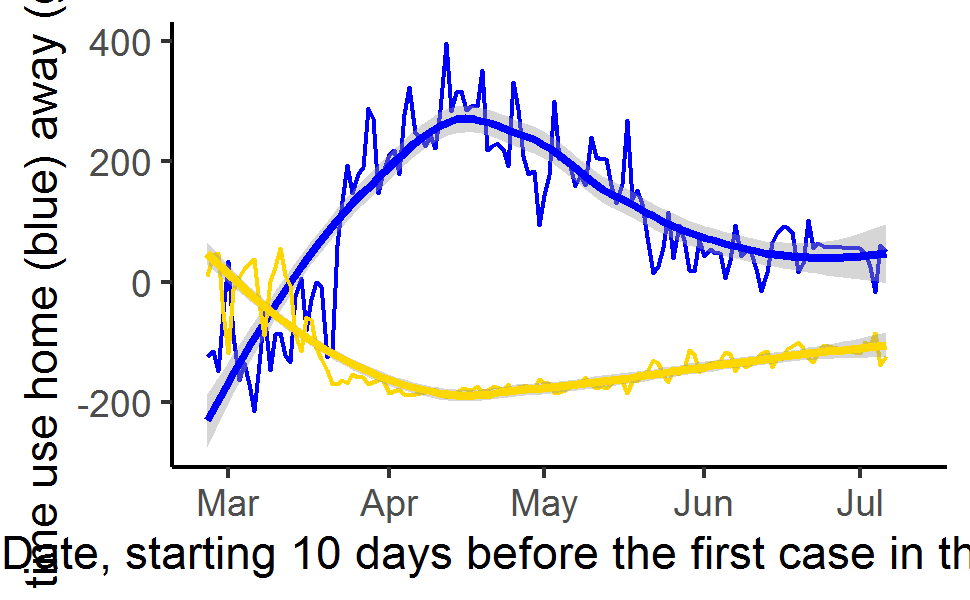 time use home (blue) away (
400
200
0
-200
Mar Apr May Jun Jul
Date, starting 10 days before the first case in th